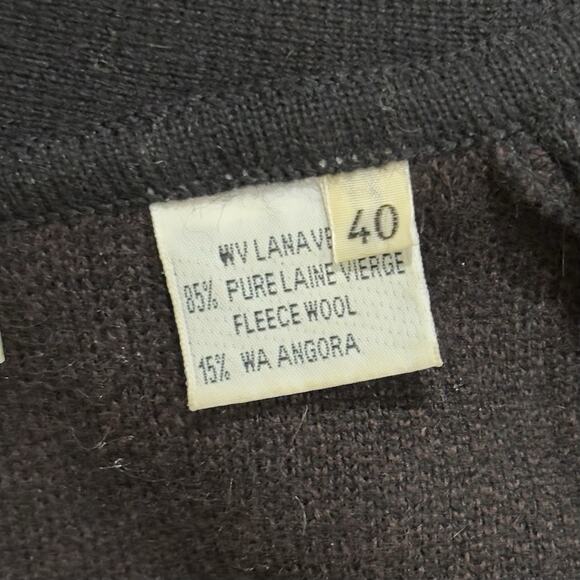 40
WV LANA VE
85% PURE LAINE VIERGE
FLEECE WOOL
15% WA ANGORA